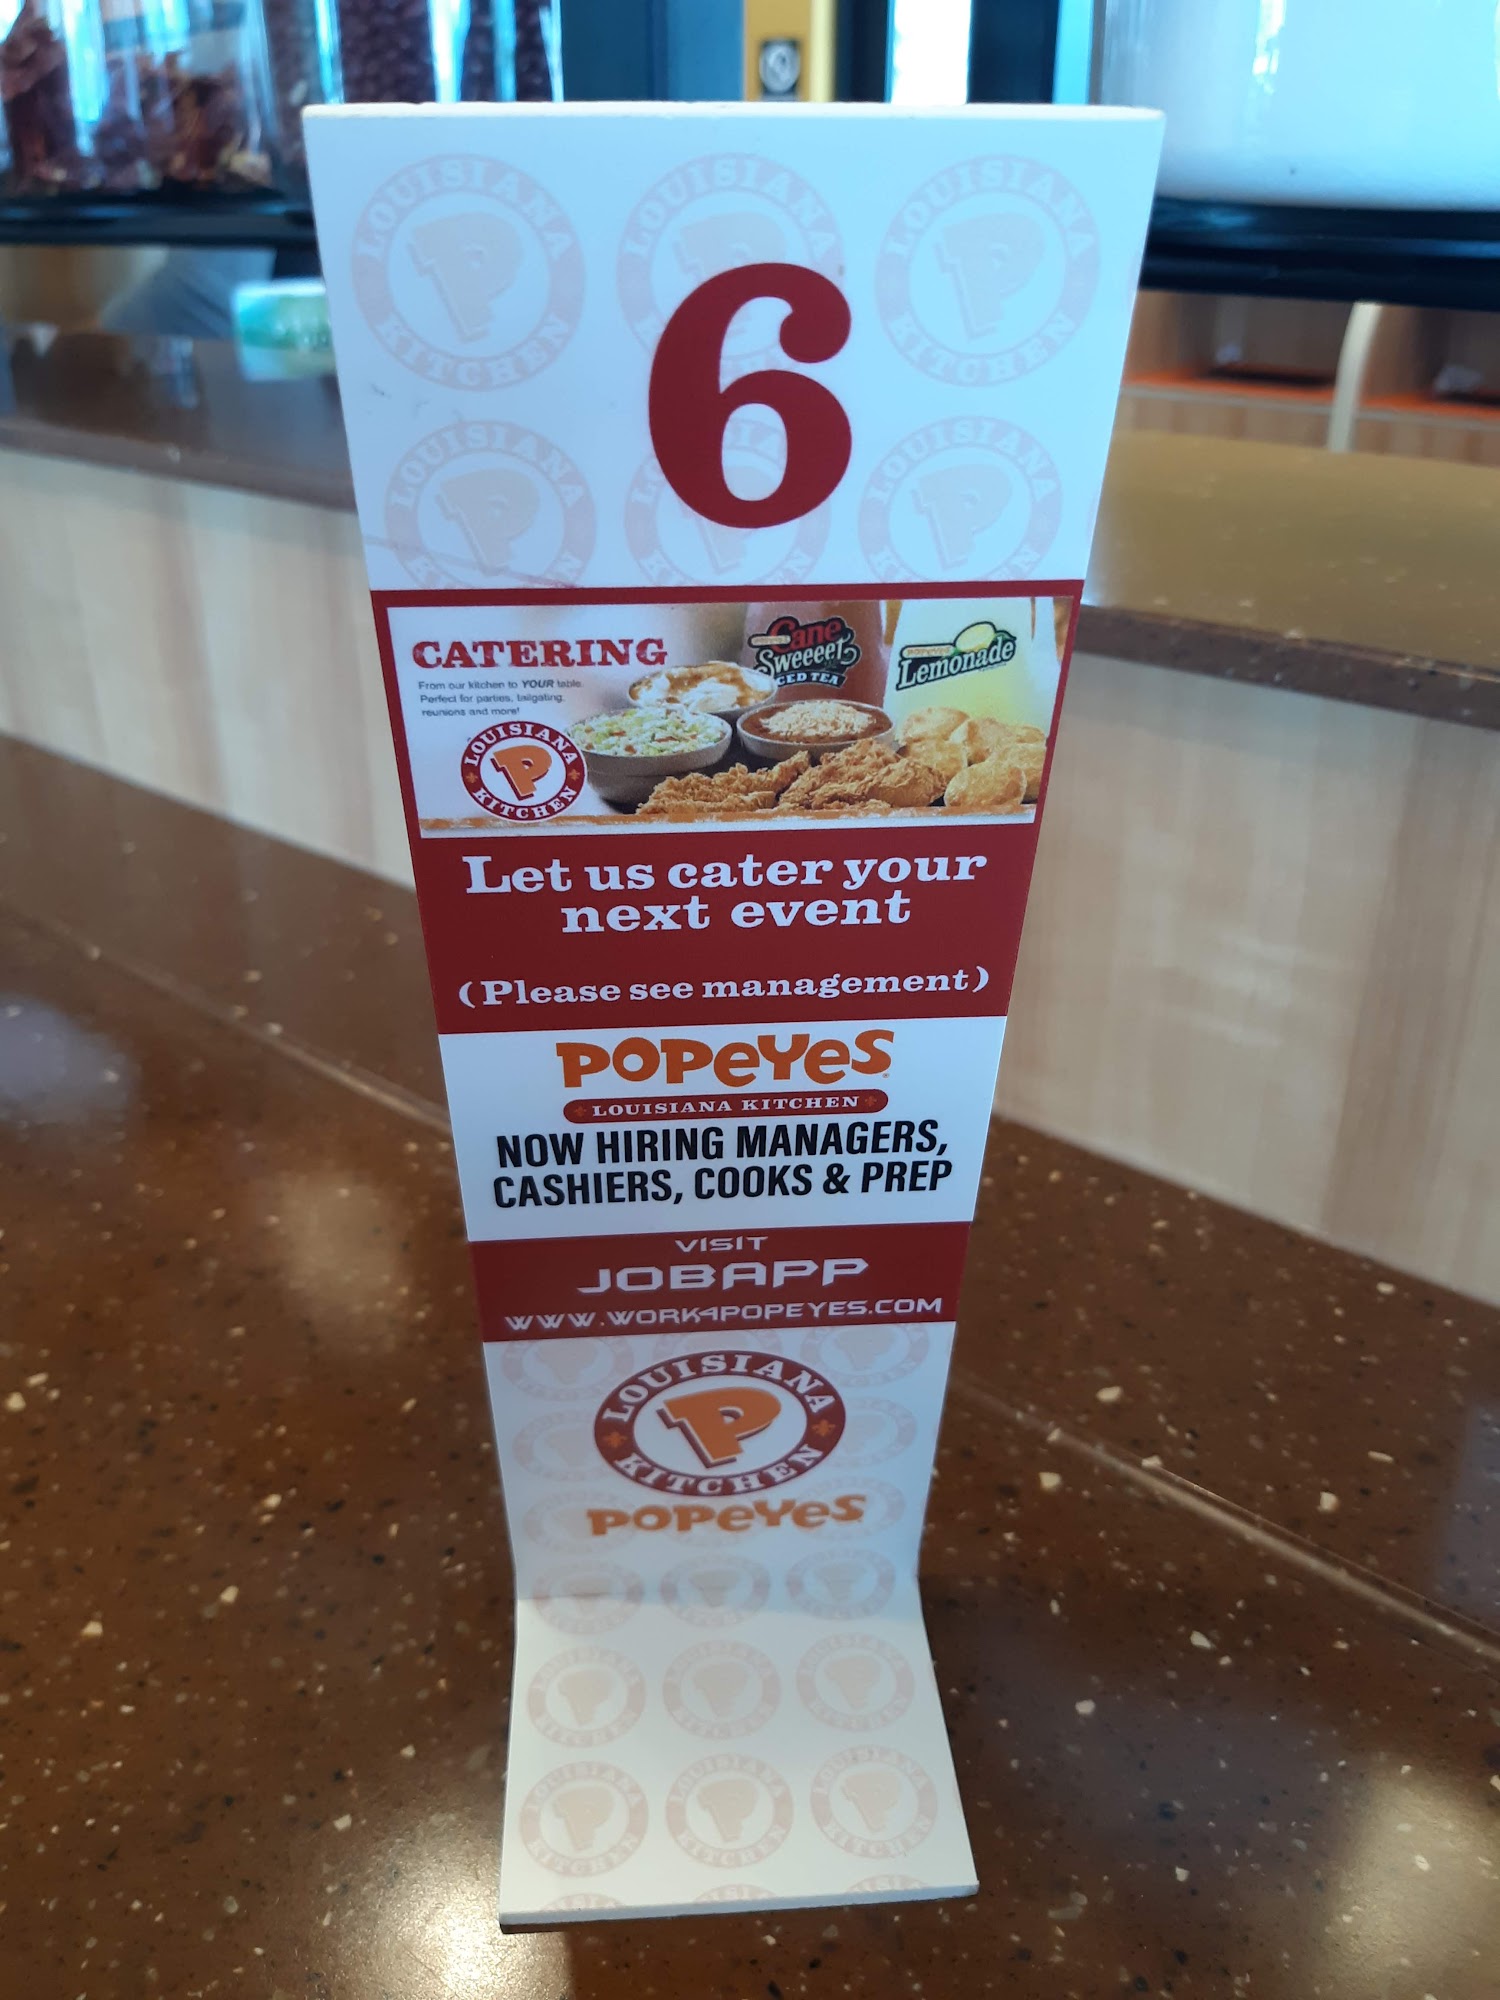 6
CATERING
From our kitchen to YOUR table.
Perfect for parties, tailgating,
reunions and more!
LOUISIANA
P
KITCHEN
POPEYES
Cane
Sweeeet
ICED TEA
POPEYES
Lemonade
Let us cater your
next event
(Please see management)
POPEYES
LOUISIANA KITCHEN
NOW HIRING MANAGERS,
CASHIERS, COOKS & PREP
VISIT
JOBAPP
WWW.WORK4POPEYES.COM
LOUISIANA
P
KITCHEN
POPEYES